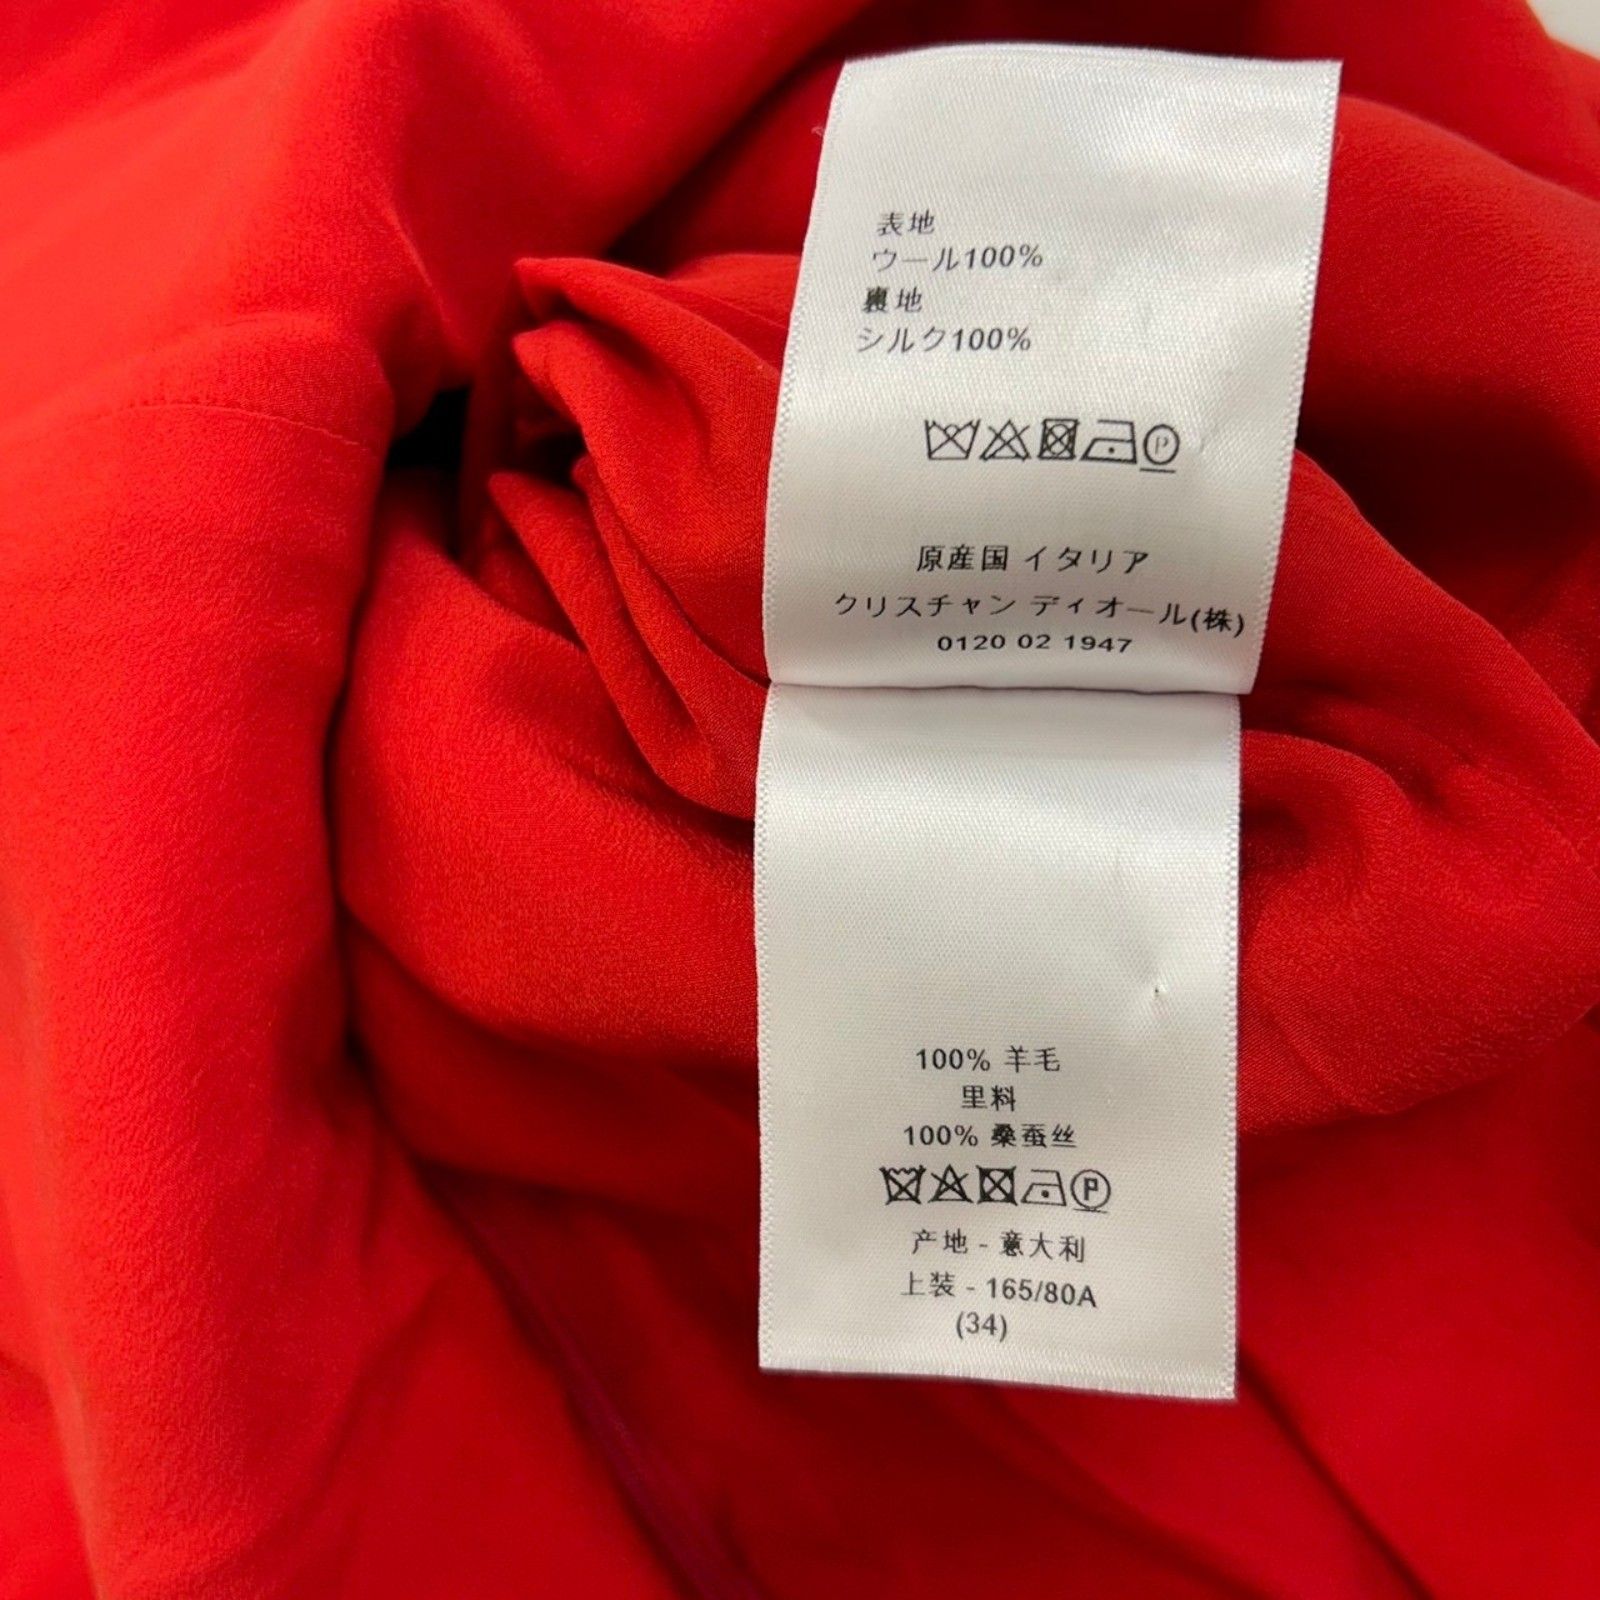 表地
ウール100%
裏地
シルク100%
P
原産国 イタリア
クリスチャン ディオール(株)
0120 02 1947
100% 羊毛
里料
100% 桑蚕丝
P
产地 - 意大利
上装 - 165/80A
(34)